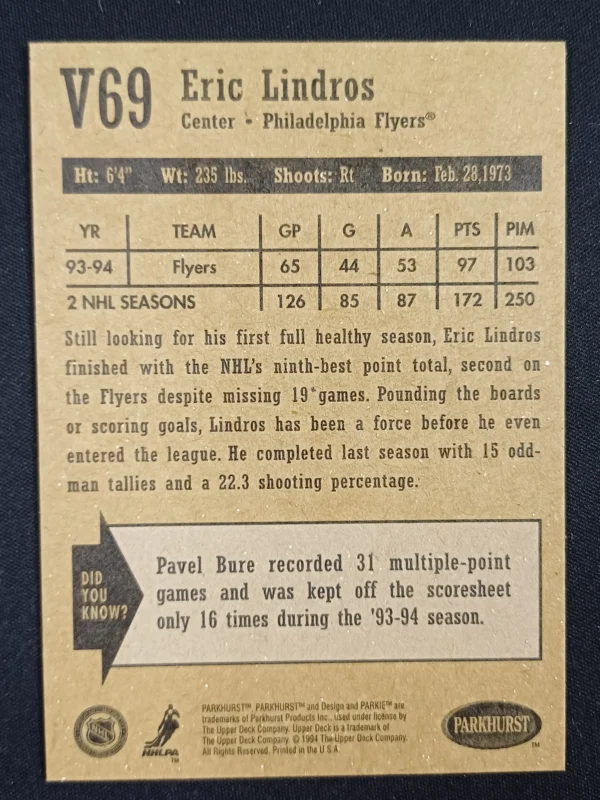 V69 Eric Lindros
Center - Philadelphia Flyers®
Ht: 6'4" Wt: 235 lbs. Shoots: Rt Born: Feb. 28,1973
YR TEAM GP G A PTS PIM
93-94 Flyers 65 44 53 97 103
2 NHL SEASONS 126 85 87 172 250
Still looking for his first full healthy season, Eric Lindros
finished with the NHL's ninth-best point total, second on
the Flyers despite missing 19 games. Pounding the boards
or scoring goals, Lindros has been a force before he even
entered the league. He completed last season with 15 odd-
man tallies and a 22.3 shooting percentage.
DID
YOU
KNOW?
Pavel Bure recorded 31 multiple-point
games and was kept off the scoresheet
only 16 times during the '93-94 season.
NHL
NHLPA
TM
PARKHURST™, PARKHURST™ and Design and PARKIE™ are
trademarks of Parkhurst Products Inc., used under license by
The Upper Deck Company. Upper Deck is a trademark of
The Upper Deck Company. © 1994 The Upper Deck Company.
All Rights Reserved. Printed in the U.S.A.
PARKHURST
TM